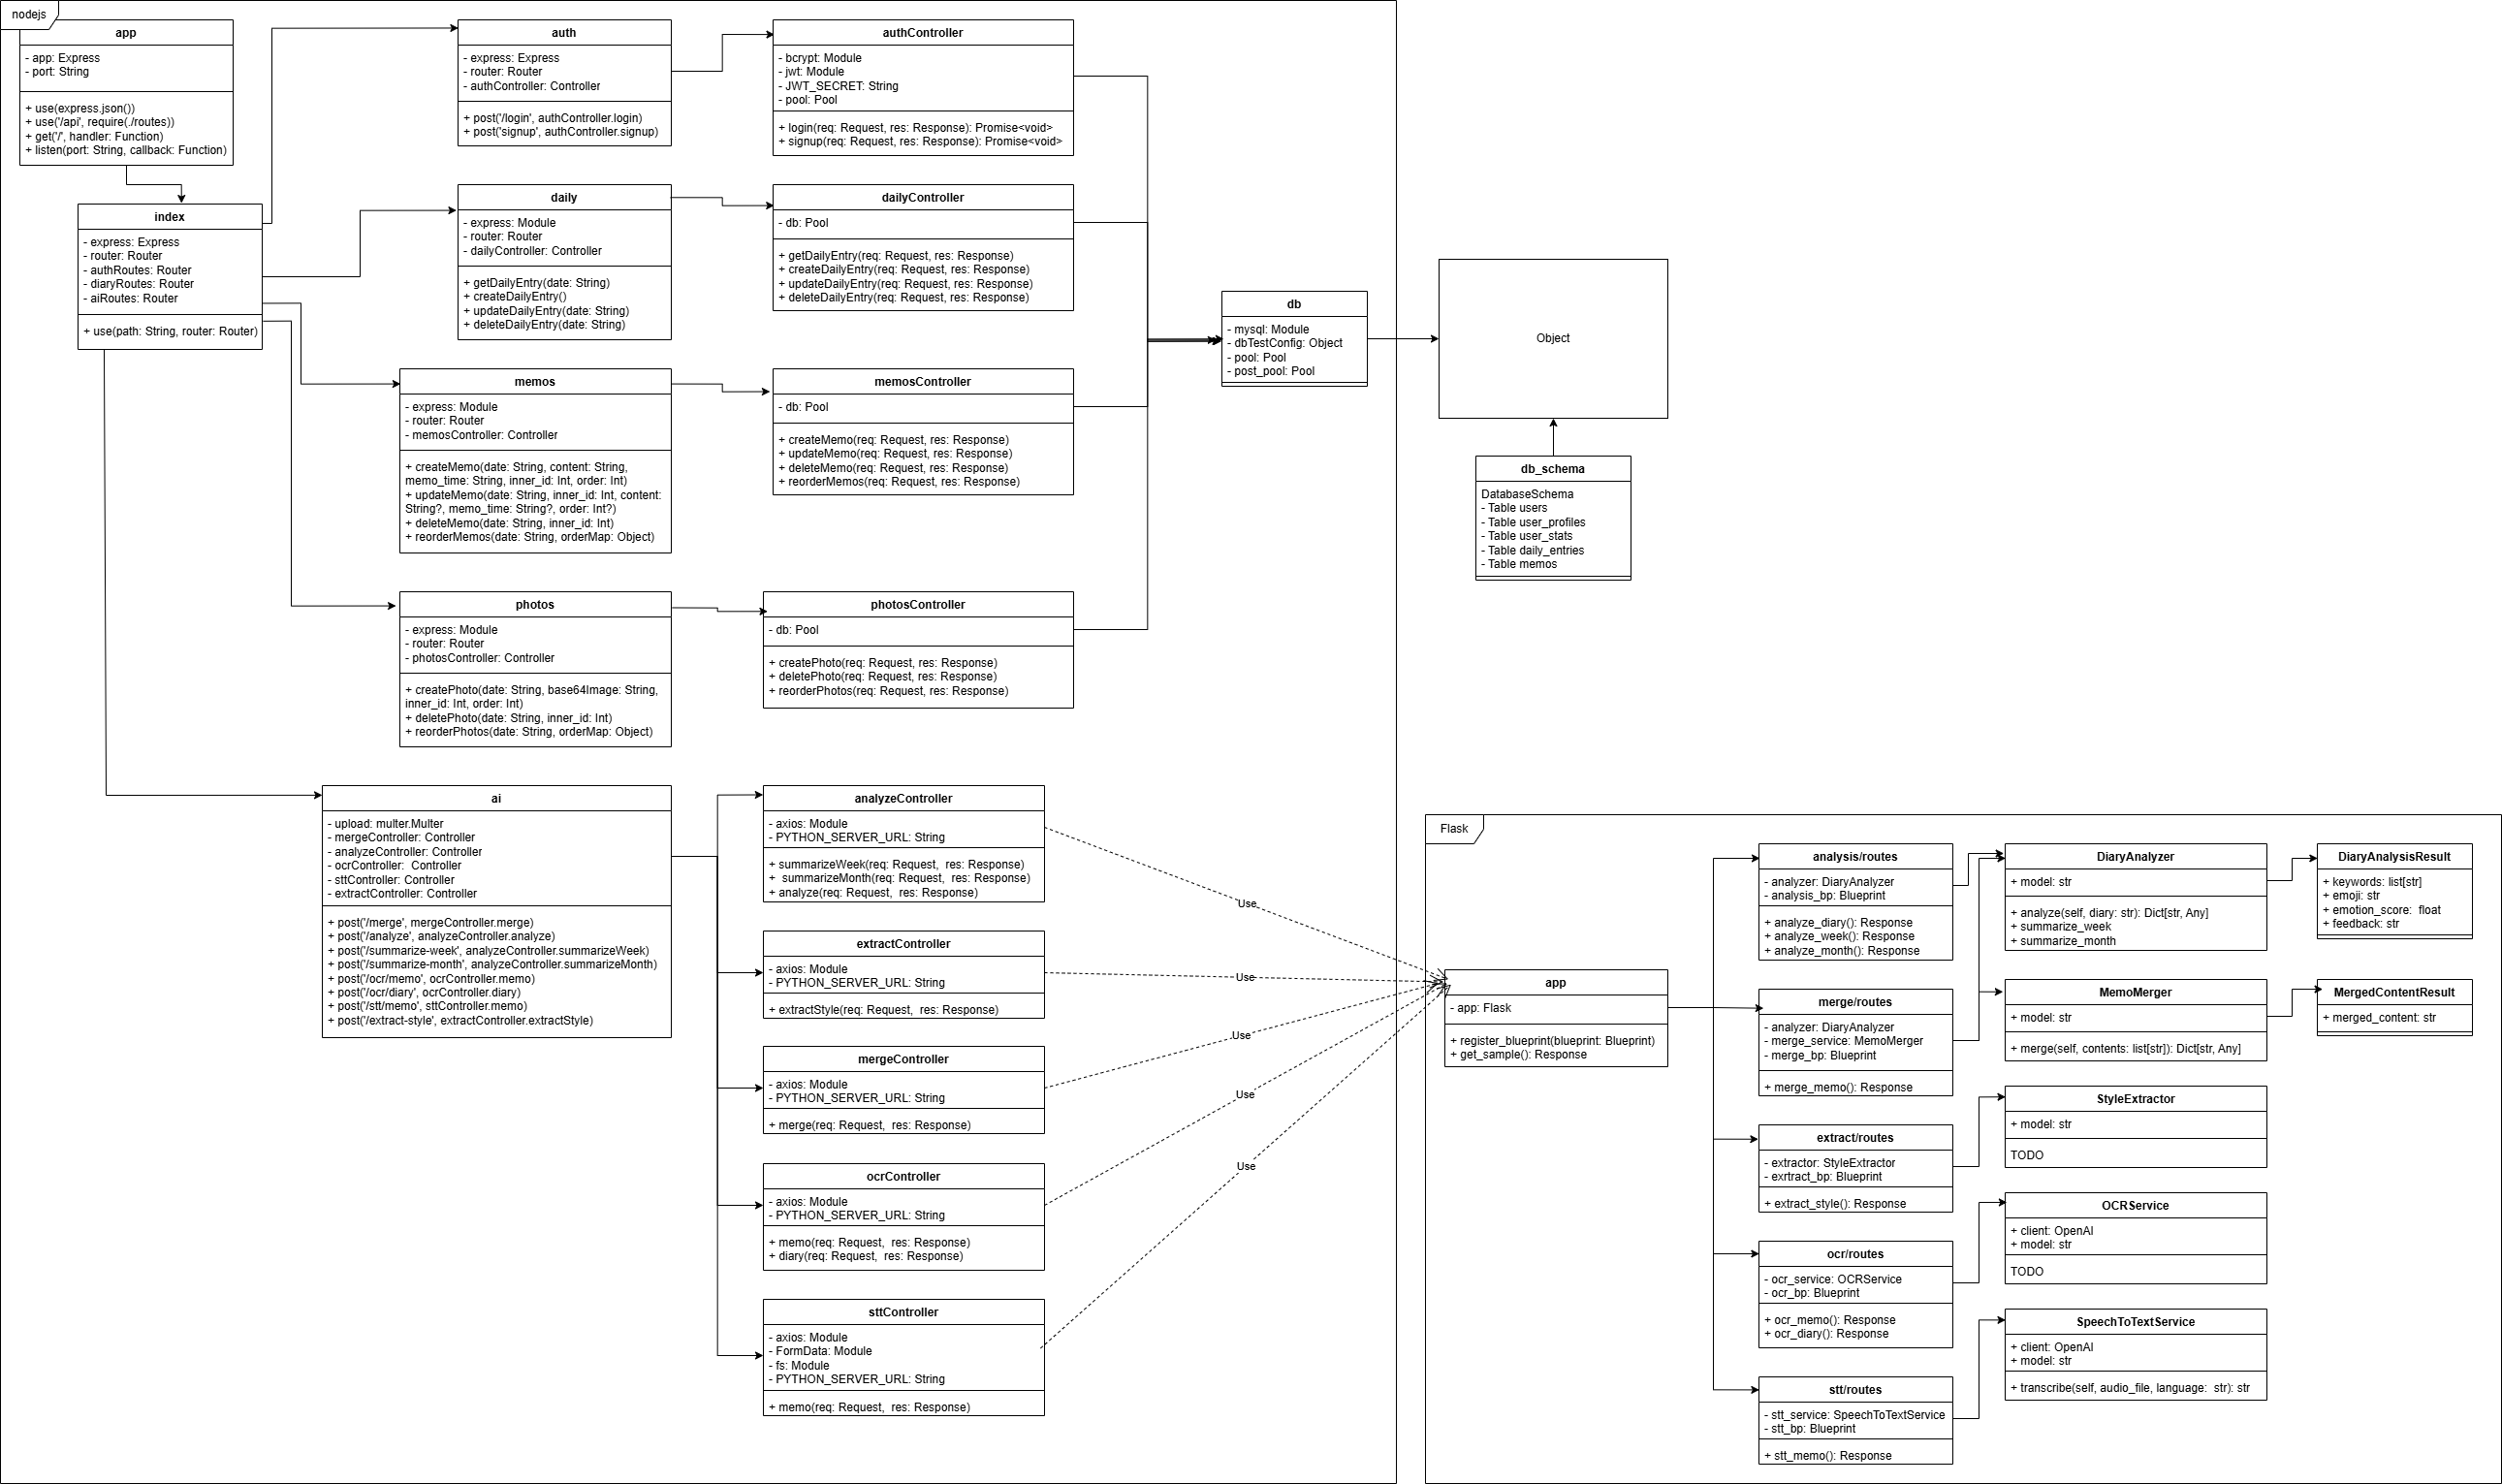 nodejs
app
- app: Express
- port: String
+ use(express.json())
+ use('/api', require(./routes))
+ get('/', handler: Function)
+ listen(port: String, callback: Function)
index
- express: Express
- router: Router
- authRoutes: Router
- diaryRoutes: Router
- aiRoutes: Router
+ use(path: String, router: Router)
auth
- express: Express
- router: Router
- authController: Controller
+ post('/login', authController.login)
+ post('signup', authController.signup)
authController
- bcrypt: Module
- jwt: Module
- JWT_SECRET: String
- pool: Pool
+ login(req: Request, res: Response): Promise<void>
+ signup(req: Request, res: Response): Promise<void>
daily
- express: Module
- router: Router
- dailyController: Controller
+ getDailyEntry(date: String)
+ createDailyEntry()
+ updateDailyEntry(date: String)
+ deleteDailyEntry(date: String)
dailyController
- db: Pool
+ getDailyEntry(req: Request, res: Response)
+ createDailyEntry(req: Request, res: Response)
+ updateDailyEntry(req: Request, res: Response)
+ deleteDailyEntry(req: Request, res: Response)
memos
- express: Module
- router: Router
- memosController: Controller
+ createMemo(date: String, content: String,
memo_time: String, inner_id: Int, order: Int)
+ updateMemo(date: String, inner_id: Int, content:
String?, memo_time: String?, order: Int?)
+ deleteMemo(date: String, inner_id: Int)
+ reorderMemos(date: String, orderMap: Object)
memosController
- db: Pool
+ createMemo(req: Request, res: Response)
+ updateMemo(req: Request, res: Response)
+ deleteMemo(req: Request, res: Response)
+ reorderMemos(req: Request, res: Response)
photos
- express: Module
- router: Router
- photosController: Controller
+ createPhoto(date: String, base64Image: String,
inner_id: Int, order: Int)
+ deletePhoto(date: String, inner_id: Int)
+ reorderPhotos(date: String, orderMap: Object)
photosController
- db: Pool
+ createPhoto(req: Request, res: Response)
+ deletePhoto(req: Request, res: Response)
+ reorderPhotos(req: Request, res: Response)
db
- mysql: Module
- dbTestConfig: Object
- pool: Pool
- post_pool: Pool
Object
db_schema
DatabaseSchema
- Table users
- Table user_profiles
- Table user_stats
- Table daily_entries
- Table memos
ai
- upload: multer.Multer
- mergeController: Controller
- analyzeController: Controller
- ocrController:  Controller
- sttController: Controller
- extractController: Controller
+ post('/merge', mergeController.merge)
+ post('/analyze', analyzeController.analyze)
+ post('/summarize-week', analyzeController.summarizeWeek)
+ post('/summarize-month', analyzeController.summarizeMonth)
+ post('/ocr/memo', ocrController.memo)
+ post('/ocr/diary', ocrController.diary)
+ post('/stt/memo', sttController.memo)
+ post('/extract-style', extractController.extractStyle)
analyzeController
- axios: Module
- PYTHON_SERVER_URL: String
+ summarizeWeek(req: Request,  res: Response)
+  summarizeMonth(req: Request,  res: Response)
+ analyze(req: Request,  res: Response)
extractController
- axios: Module
- PYTHON_SERVER_URL: String
+ extractStyle(req: Request,  res: Response)
mergeController
- axios: Module
- PYTHON_SERVER_URL: String
+ merge(req: Request,  res: Response)
ocrController
- axios: Module
- PYTHON_SERVER_URL: String
+ memo(req: Request,  res: Response)
+ diary(req: Request,  res: Response)
sttController
- axios: Module
- FormData: Module
- fs: Module
- PYTHON_SERVER_URL: String
+ memo(req: Request,  res: Response)
Use
Use
Use
Use
Use
Flask
app
- app: Flask
+ register_blueprint(blueprint: Blueprint)
+ get_sample(): Response
analysis/routes
- analyzer: DiaryAnalyzer
- analysis_bp: Blueprint
+ analyze_diary(): Response
+ analyze_week(): Response
+ analyze_month(): Response
merge/routes
- analyzer: DiaryAnalyzer
- merge_service: MemoMerger
- merge_bp: Blueprint
+ merge_memo(): Response
extract/routes
- extractor: StyleExtractor
- exrtract_bp: Blueprint
+ extract_style(): Response
ocr/routes
- ocr_service: OCRService
- ocr_bp: Blueprint
+ ocr_memo(): Response
+ ocr_diary(): Response
stt/routes
- stt_service: SpeechToTextService
- stt_bp: Blueprint
+ stt_memo(): Response
DiaryAnalyzer
+ model: str
+ analyze(self, diary: str): Dict[str, Any]
+ summarize_week
+ summarize_month
MemoMerger
+ model: str
+ merge(self, contents: list[str]): Dict[str, Any]
StyleExtractor
+ model: str
TODO
OCRService
+ client: OpenAI
+ model: str
TODO
SpeechToTextService
+ client: OpenAI
+ model: str
+ transcribe(self, audio_file, language:  str): str
DiaryAnalysisResult
+ keywords: list[str]
+ emoji: str
+ emotion_score:  float
+ feedback: str
MergedContentResult
+ merged_content: str